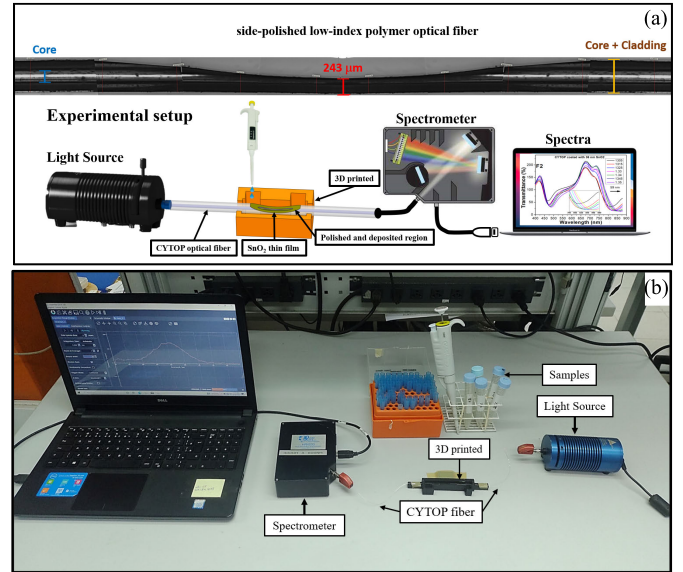 (a)
side-polished low-index polymer optical fiber
Core
Core + Cladding
243 µm
Experimental setup
Spectrometer
Light Source
Spectra
3D printed
F2
Transmittance (%)
Wavelength (nm)
CYTOP optical fiber
SnO₂ thin film
Polished and deposited region
(b)
Samples
Light Source
3D printed
DELL
CYTOP fiber
Spectrometer